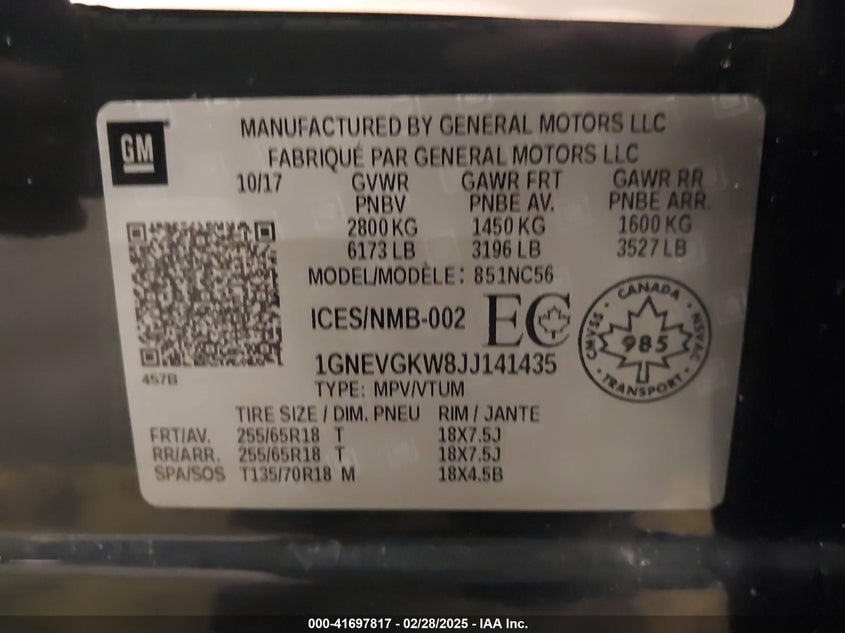 GM
MANUFACTURED BY GENERAL MOTORS LLC
FABRIQUÉ PAR GENERAL MOTORS LLC
10/17 GVWR GAWR FRT GAWR RR
PNBV PNBE AV. PNBE ARR.
2800 KG 1450 KG 1600 KG
6173 LB 3196 LB 3527 LB
MODEL/MODÈLE: 851NC56
ICES/NMB-002 EC
CANADA
CMVSS 985 NSVAC
TRANSPORT
1GNEVGKW8JJ141435
457B
TYPE: MPV/VTUM
TIRE SIZE / DIM. PNEU RIM / JANTE
FRT/AV. 255/65R18 T 18X7.5J
RR/ARR. 255/65R18 T 18X7.5J
SPA/SOS T135/70R18 M 18X4.5B
000-41697817 - 02/28/2025 - IAA Inc.